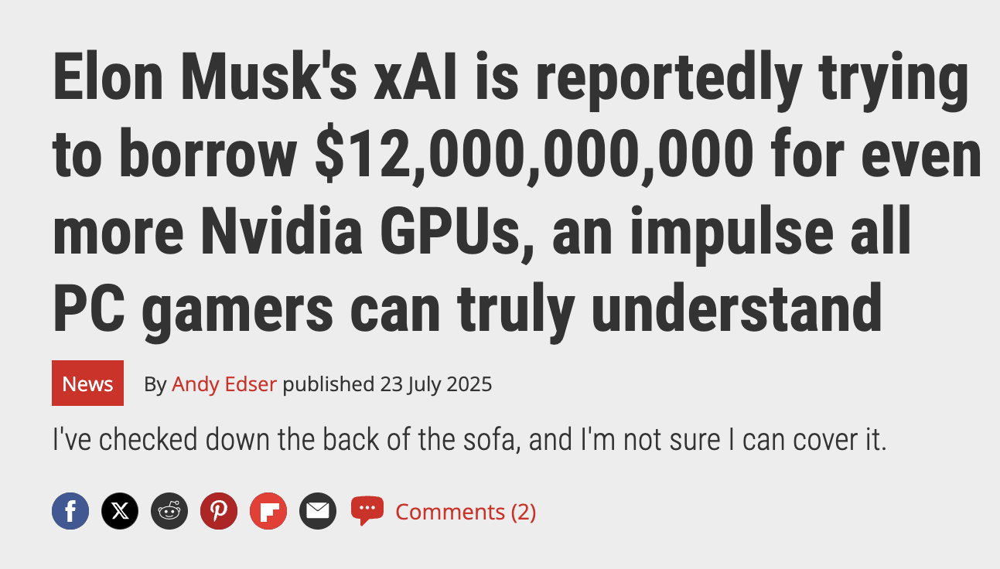 Elon Musk's xAI is reportedly trying
to borrow $12,000,000,000 for even
more Nvidia GPUs, an impulse all
PC gamers can truly understand
News By Andy Edser published 23 July 2025
I've checked down the back of the sofa, and I'm not sure I can cover it.
Comments (2)